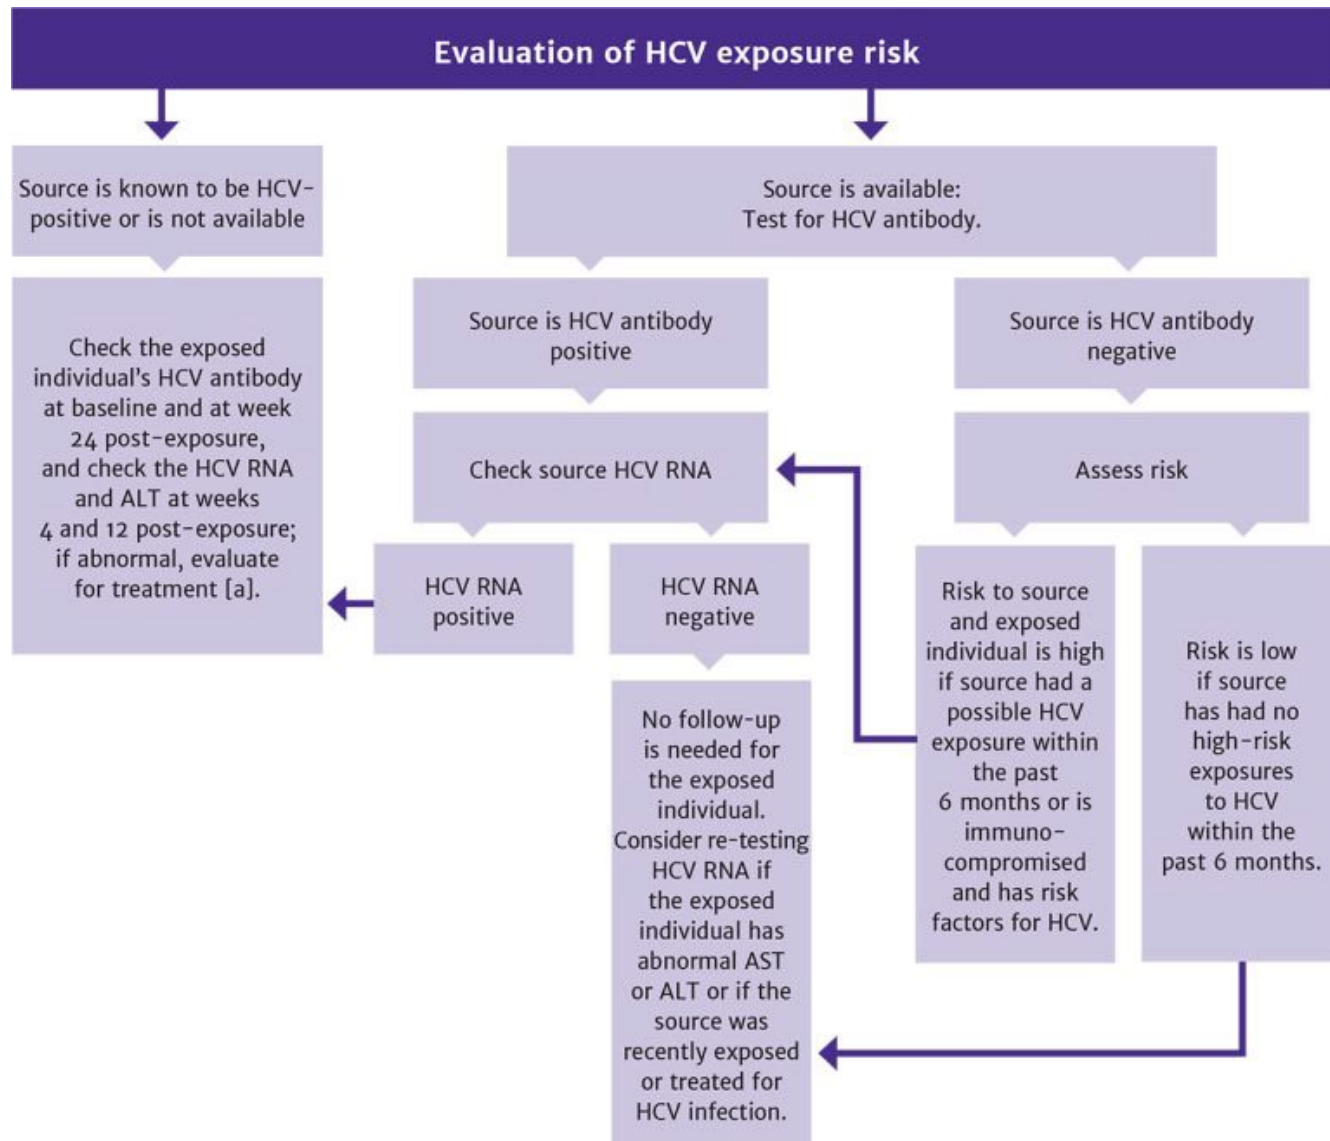 Evaluation of HCV exposure risk
Source is known to be HCV-
positive or is not available
Check the exposed
individual’s HCV antibody
at baseline and at week
24 post-exposure,
and check the HCV RNA
and ALT at weeks
4 and 12 post-exposure;
if abnormal, evaluate
for treatment [a].
Source is available:
Test for HCV antibody.
Source is HCV antibody
positive
Check source HCV RNA
HCV RNA
positive
HCV RNA
negative
No follow-up
is needed for
the exposed
individual.
Consider re-testing
HCV RNA if
the exposed
individual has
abnormal AST
or ALT or if the
source was
recently exposed
or treated for
HCV infection.
Source is HCV antibody
negative
Assess risk
Risk to source
and exposed
individual is high
if source had a
possible HCV
exposure within
the past
6 months or is
immuno-
compromised
and has risk
factors for HCV.
Risk is low
if source
has had no
high-risk
exposures
to HCV
within the
past 6 months.